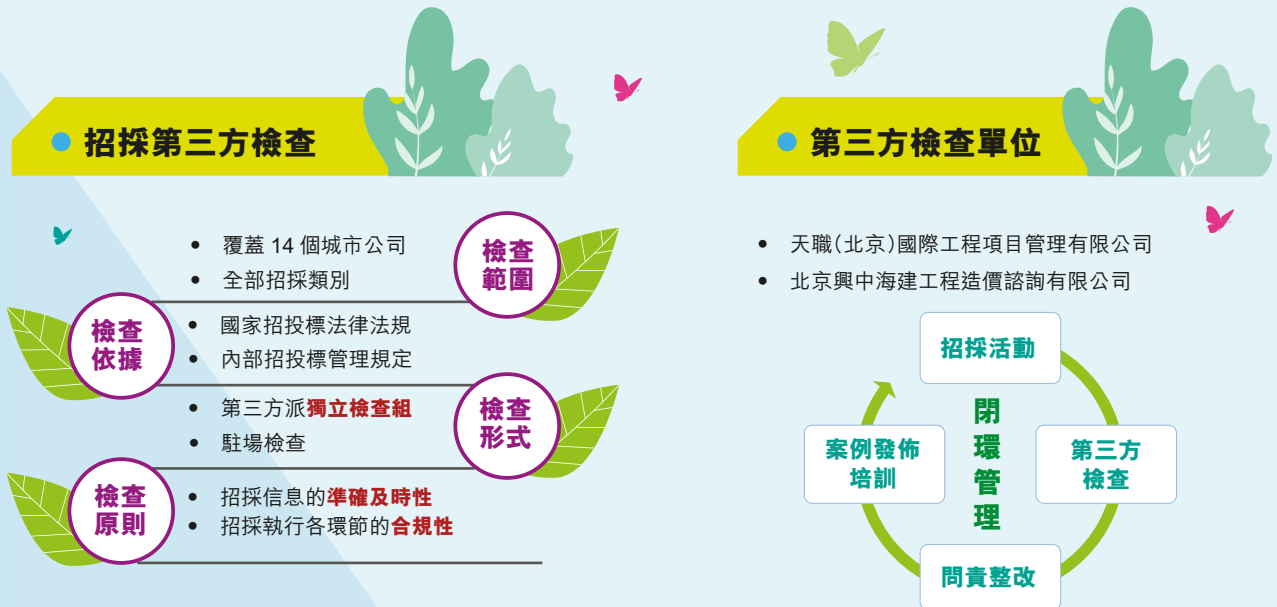 招採第三方檢查
• 覆蓋 14 個城市公司
• 全部招採類別
檢查
範圍
檢查
依據
• 國家招投標法律法規
• 內部招投標管理規定
• 第三方派獨立檢查組
• 駐場檢查
檢查
形式
檢查
原則
• 招採信息的準確及時性
• 招採執行各環節的合規性
第三方檢查單位
• 天職(北京)國際工程項目管理有限公司
• 北京興中海建工程造價諮詢有限公司
招採活動
閉
環
管
理
第三方
檢查
問責整改
案例發佈
培訓